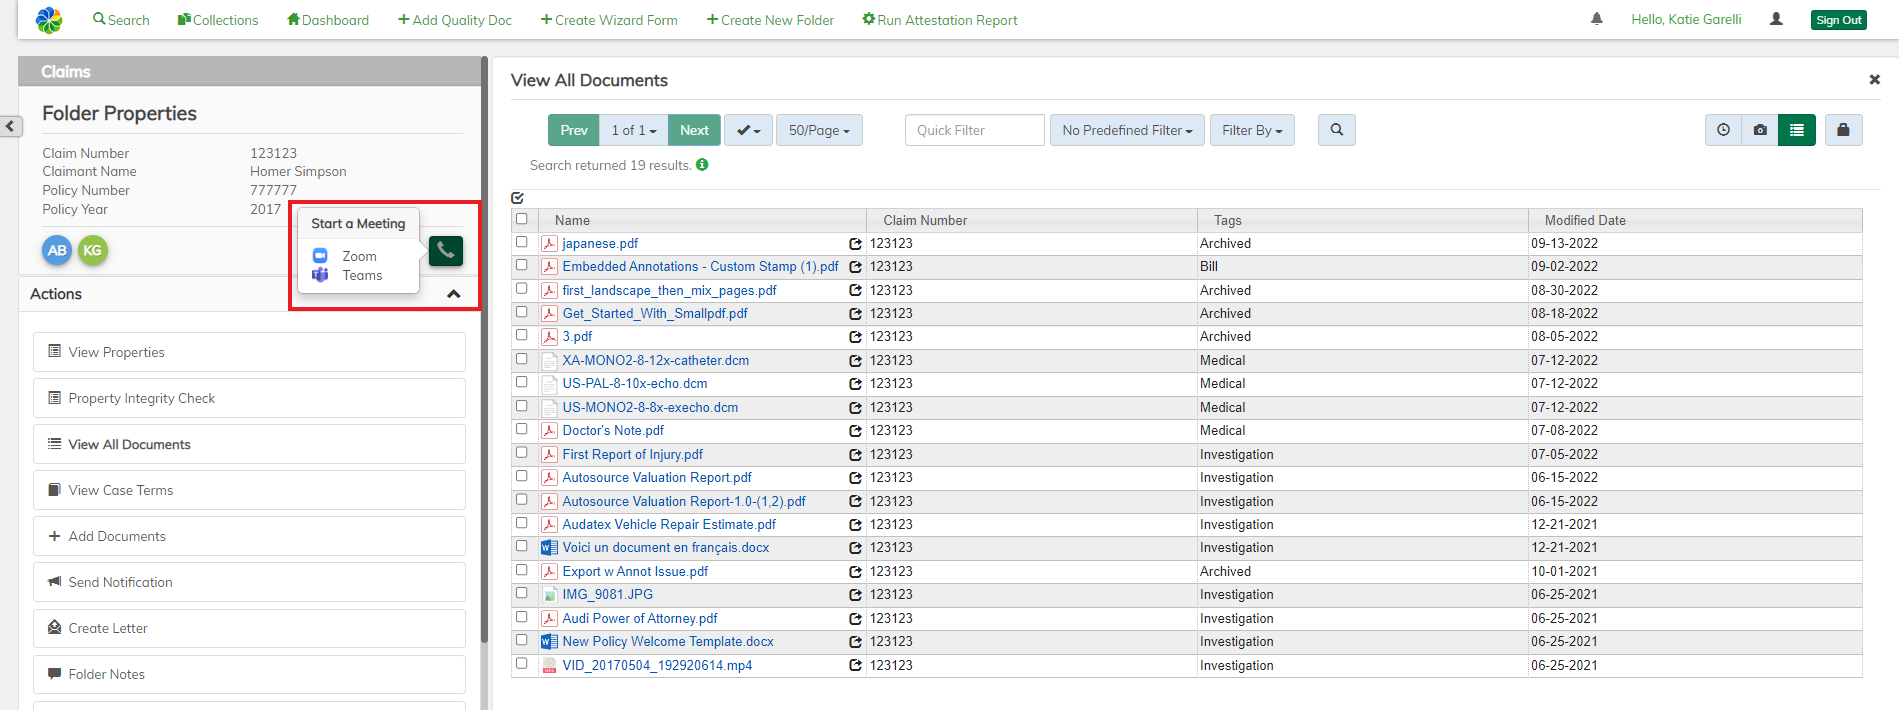 Search Collections Dashboard Add Quality Doc Create Wizard Form Create New Folder Run Attestation Report Hello, Katie Garelli Sign Out
Claims
Folder Properties
Claim Number 123123
Claimant Name Homer Simpson
Policy Number 777777
Policy Year 2017
AB KG
Start a Meeting
Zoom
Teams
Actions
View Properties
Property Integrity Check
View All Documents
View Case Terms
Add Documents
Send Notification
Create Letter
Folder Notes
View All Documents
Prev 1 of 1 Next 50/Page Quick Filter No Predefined Filter Filter By
Search returned 19 results.
Name Claim Number Tags Modified Date
japanese.pdf 123123 Archived 09-13-2022
Embedded Annotations - Custom Stamp (1).pdf 123123 Bill 09-02-2022
first_landscape_then_mix_pages.pdf 123123 Archived 08-30-2022
Get_Started_With_Smallpdf.pdf 123123 Archived 08-18-2022
3.pdf 123123 Archived 08-05-2022
XA-MONO2-8-12x-catheter.dcm 123123 Medical 07-12-2022
US-PAL-8-10x-echo.dcm 123123 Medical 07-12-2022
US-MONO2-8-8x-execho.dcm 123123 Medical 07-12-2022
Doctor's Note.pdf 123123 Medical 07-08-2022
First Report of Injury.pdf 123123 Investigation 07-05-2022
Autosource Valuation Report.pdf 123123 Investigation 06-15-2022
Autosource Valuation Report-1.0-(1,2).pdf 123123 Investigation 06-15-2022
Audatex Vehicle Repair Estimate.pdf 123123 Investigation 12-21-2021
Voici un document en français.docx 123123 Investigation 12-21-2021
Export w Annot Issue.pdf 123123 Archived 10-01-2021
IMG_9081.JPG 123123 Investigation 06-25-2021
Audi Power of Attorney.pdf 123123 Investigation 06-25-2021
New Policy Welcome Template.docx 123123 Investigation 06-25-2021
VID_20170504_192920614.mp4 123123 Investigation 06-25-2021